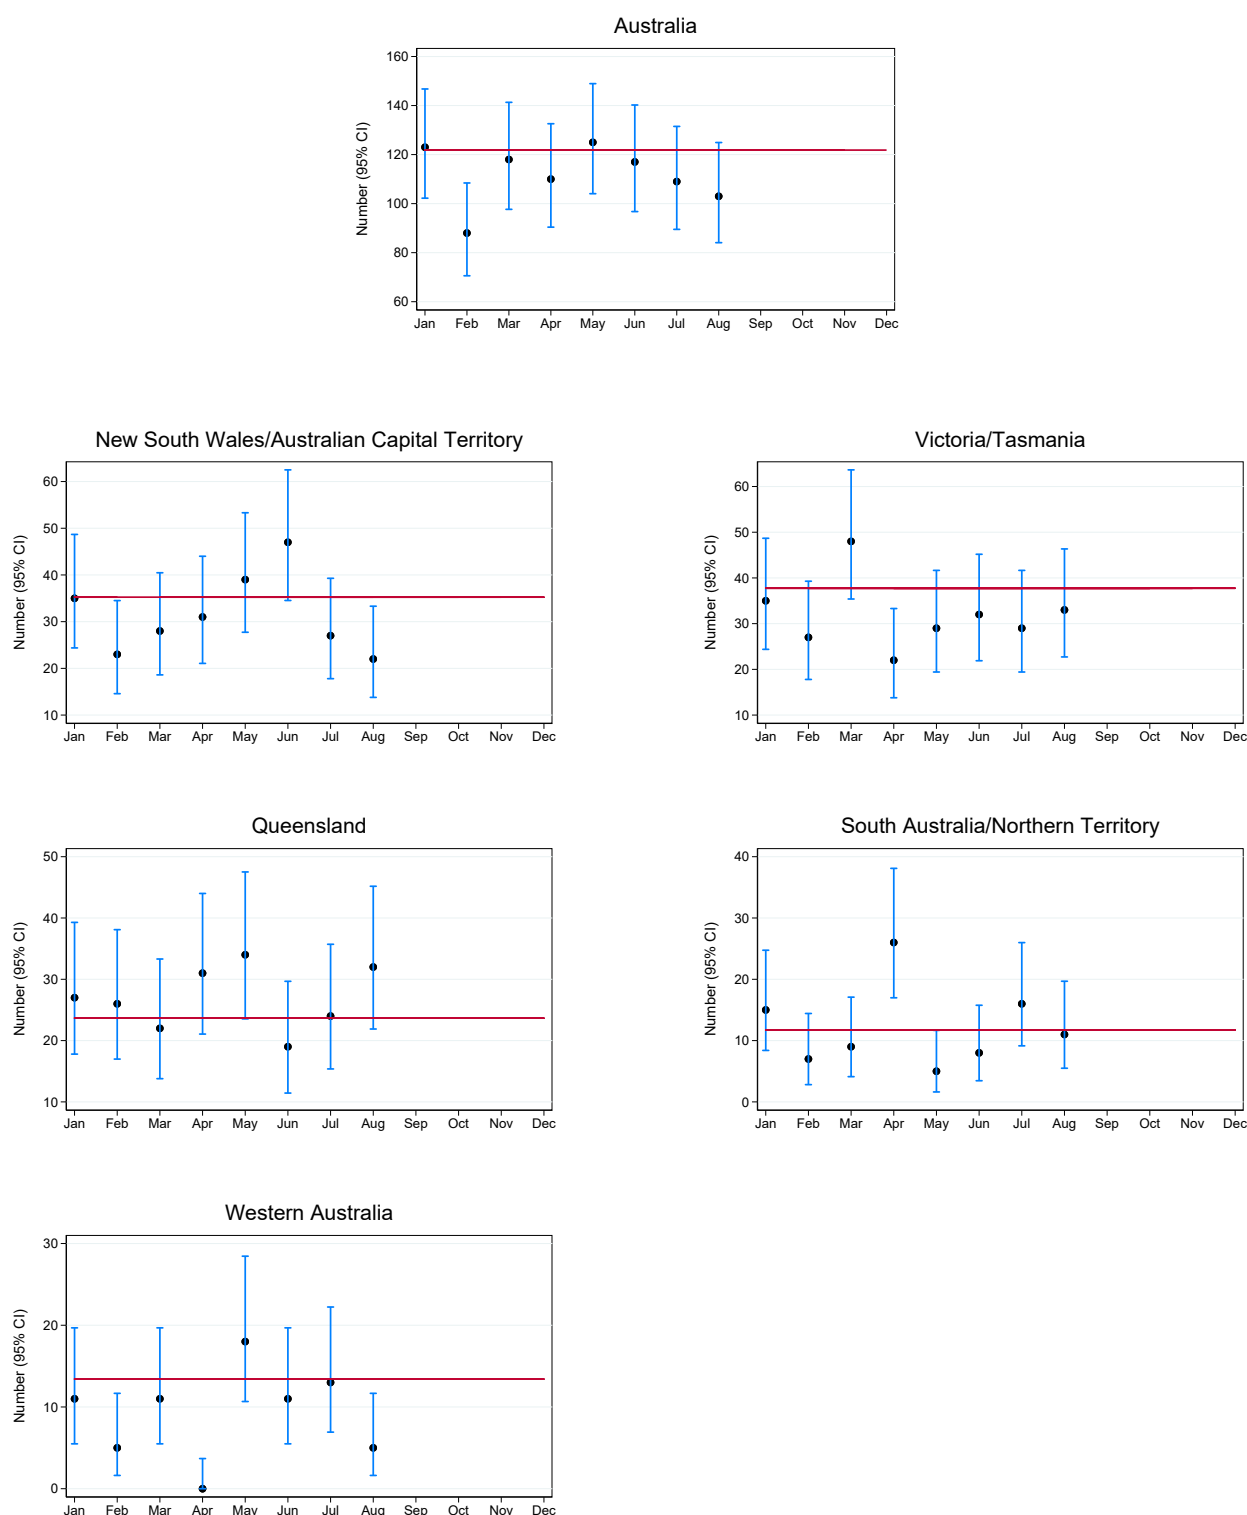 Australia
Number (95% CI)
160
140
120
100
80
60
Jan Feb Mar Apr May Jun Jul Aug Sep Oct Nov Dec
New South Wales/Australian Capital Territory
Number (95% CI)
60
50
40
30
20
10
Jan Feb Mar Apr May Jun Jul Aug Sep Oct Nov Dec
Victoria/Tasmania
Number (95% CI)
60
50
40
30
20
10
Jan Feb Mar Apr May Jun Jul Aug Sep Oct Nov Dec
Queensland
Number (95% CI)
50
40
30
20
10
Jan Feb Mar Apr May Jun Jul Aug Sep Oct Nov Dec
South Australia/Northern Territory
Number (95% CI)
40
30
20
10
0
Jan Feb Mar Apr May Jun Jul Aug Sep Oct Nov Dec
Western Australia
Number (95% CI)
30
20
10
0
Jan Feb Mar Apr May Jun Jul Aug Sep Oct Nov Dec